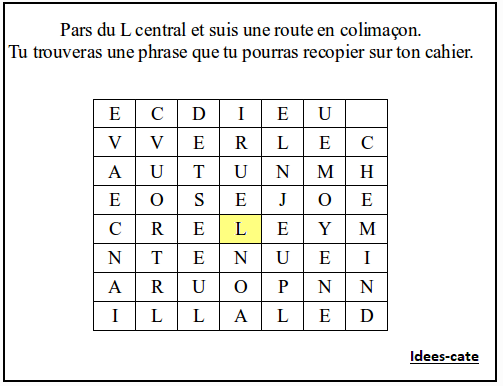 Pars du L central et suis une route en colimaçon.
Tu trouveras une phrase que tu pourras recopier sur ton cahier.
E C D I E U
V V E R L E C
A U T U N M H
E O S E J O E
C R E L E Y M
N T E N U E I
A R U O P N N
I L L A L E D
Idees-cate